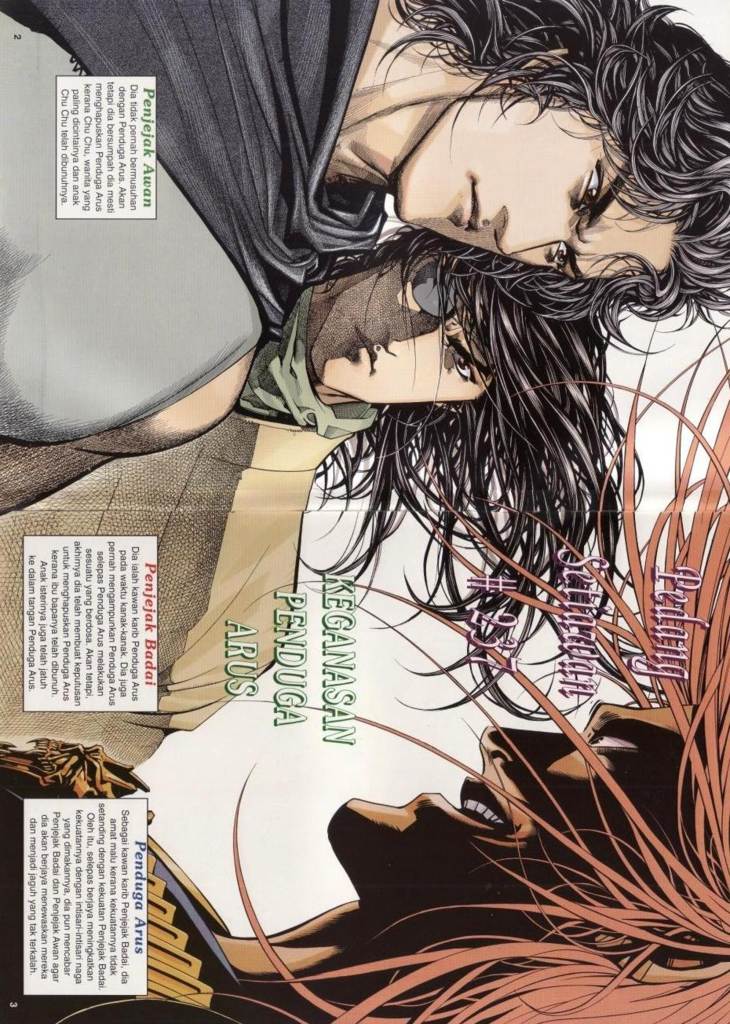 Pedang
Setiawan
#237
KEGANASAN
PENDUGA
ARUS
Penjejak Awan
Dia tidak pernah bermusuhan
dengan Penduga Arus. Akan
tetapi dia bersumpah dia mesti
menghapuskan Penduga Arus
kerana Chu Chu, wanita yang
paling dicintainya dan anak
Chu Chu telah dibunuhnya.
Penjejak Badai
Dia ialah kawan karib Penduga Arus
pada waktu kanak-kanak. Dia juga
pernah mengampunkan Penduga Arus
selepas Penduga Arus melakukan
sesuatu yang berdosa. Akan tetapi,
akhirnya dia telah membuat keputusan
untuk menghapuskan Penduga Arus
kerana ibu bapanya telah dibunuh.
Anak isterinya juga telah jatuh
ke dalam tangan Penduga Arus.
Penduga Arus
Sebagai kawan karib Penjejak Badai, dia
amat malu kerana kekuatannya tidak
setanding dengan kekuatan Penjejak Badai.
Oleh itu, selepas berjaya meningkatkan
kekuatannya dengan intisari-intisari naga
yang dimakannya, dia pun mencabar
Penjejak Badai dan Penjejak Awan agar
dia akan berjaya menewaskan mereka
dan menjadi jaguh yang tak terkalah.
2
3